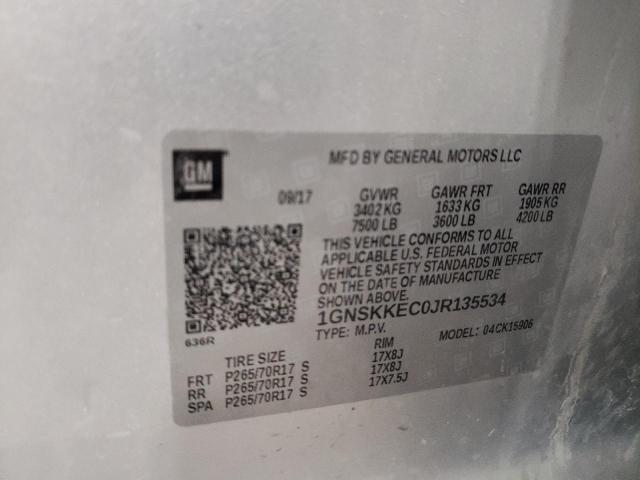 GM
MFD BY GENERAL MOTORS LLC
09/17
GVWR GAWR FRT GAWR RR
3402 KG 1633 KG 1905 KG
7500 LB 3600 LB 4200 LB
THIS VEHICLE CONFORMS TO ALL
APPLICABLE U.S. FEDERAL MOTOR
VEHICLE SAFETY STANDARDS IN EFFECT
ON THE DATE OF MANUFACTURE
SHOWN ABOVE.
1GNSKKEC0JR135534
TYPE: M.P.V. MODEL: 04CK15906
636R
TIRE SIZE RIM
FRT P265/70R17 S 17X8J
RR P265/70R17 S 17X8J
SPA P265/70R17 S 17X7.5J